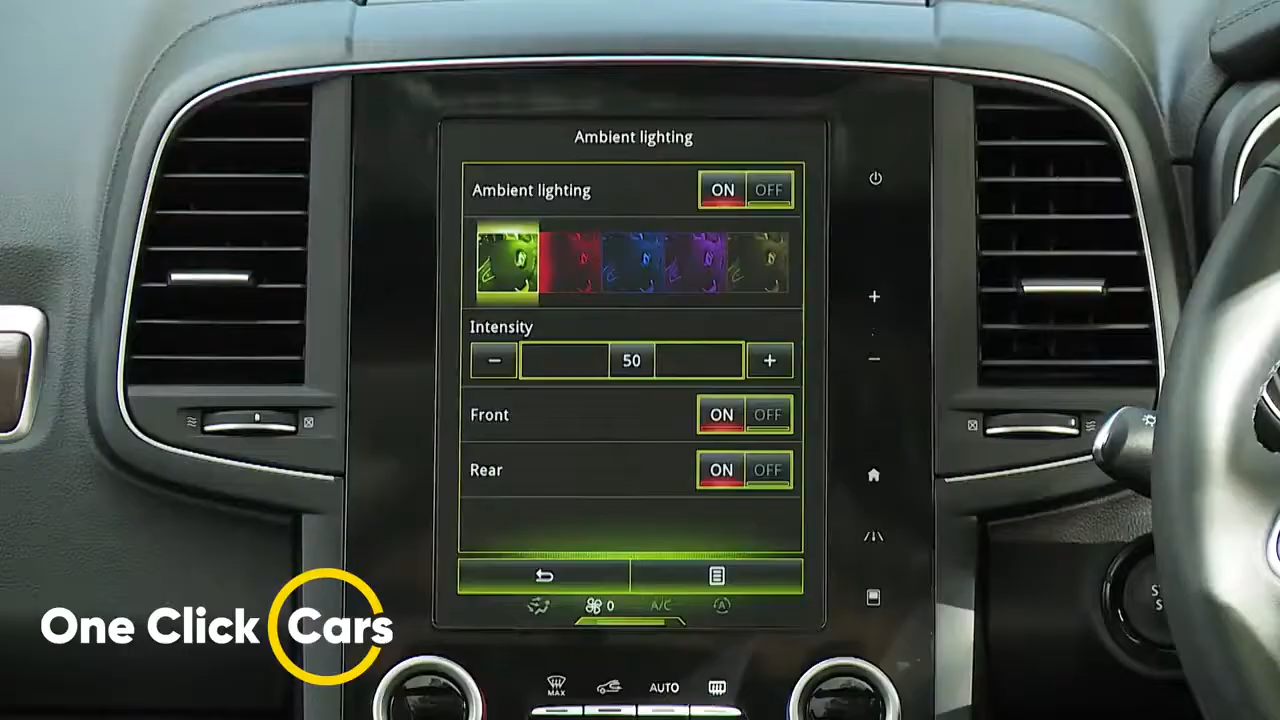 Ambient lighting
Ambient lighting ON OFF
Intensity
− 50 +
Front ON OFF
Rear ON OFF
0 A/C A
One Click Cars
MAX AUTO